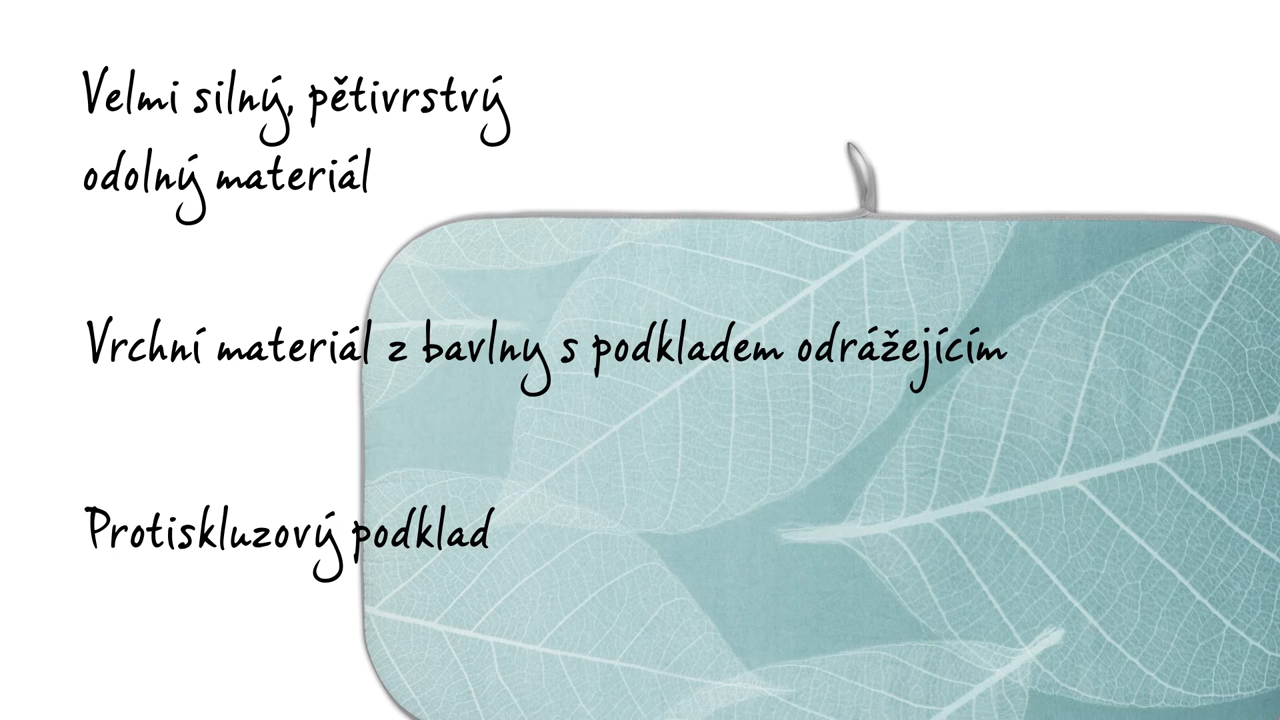 Velmi silný, pětivrstvý
odolný materiál
Vrchní materiál z bavlny s podkladem odrážejícím
Protiskluzový podklad